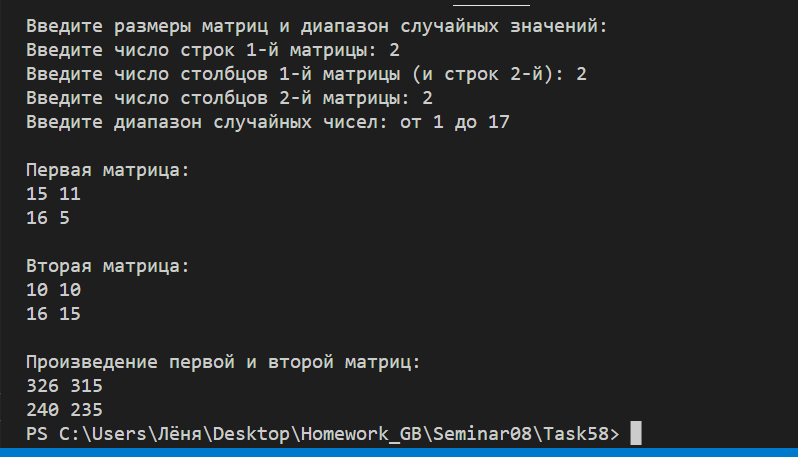 Введите размеры матриц и диапазон случайных значений:
Введите число строк 1-й матрицы: 2
Введите число столбцов 1-й матрицы (и строк 2-й): 2
Введите число столбцов 2-й матрицы: 2
Введите диапазон случайных чисел: от 1 до 17
Первая матрица:
15 11
16 5
Вторая матрица:
10 10
16 15
Произведение первой и второй матриц:
326 315
240 235
PS C:\Users\Лёня\Desktop\Homework_GB\Seminar08\Task58>